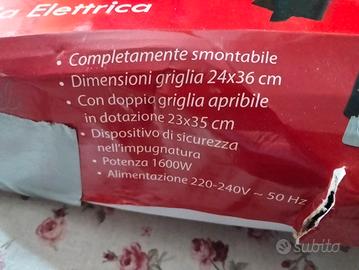 a Elettrica
• Completamente smontabile
• Dimensioni griglia 24x36 cm
• Con doppia griglia apribile
in dotazione 23x35 cm
• Dispositivo di sicurezza
nell'impugnatura
• Potenza 1600W
• Alimentazione 220-240V ~ 50 Hz
subito